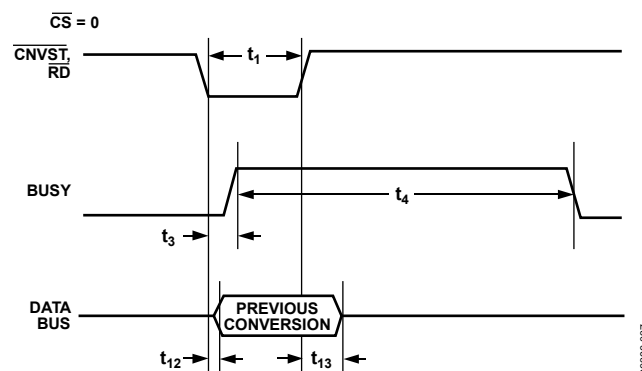 CS = 0
CNVST,
RD
t1
BUSY
t4
t3
DATA
BUS
PREVIOUS
CONVERSION
t12
t13